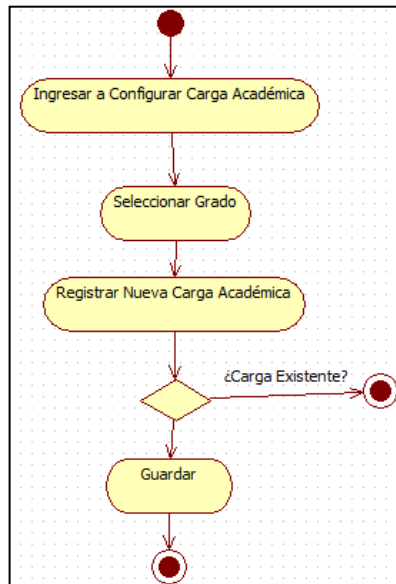 Ingresar a Configurar Carga Académica
Seleccionar Grado
Registrar Nueva Carga Académica
¿Carga Existente?
Guardar